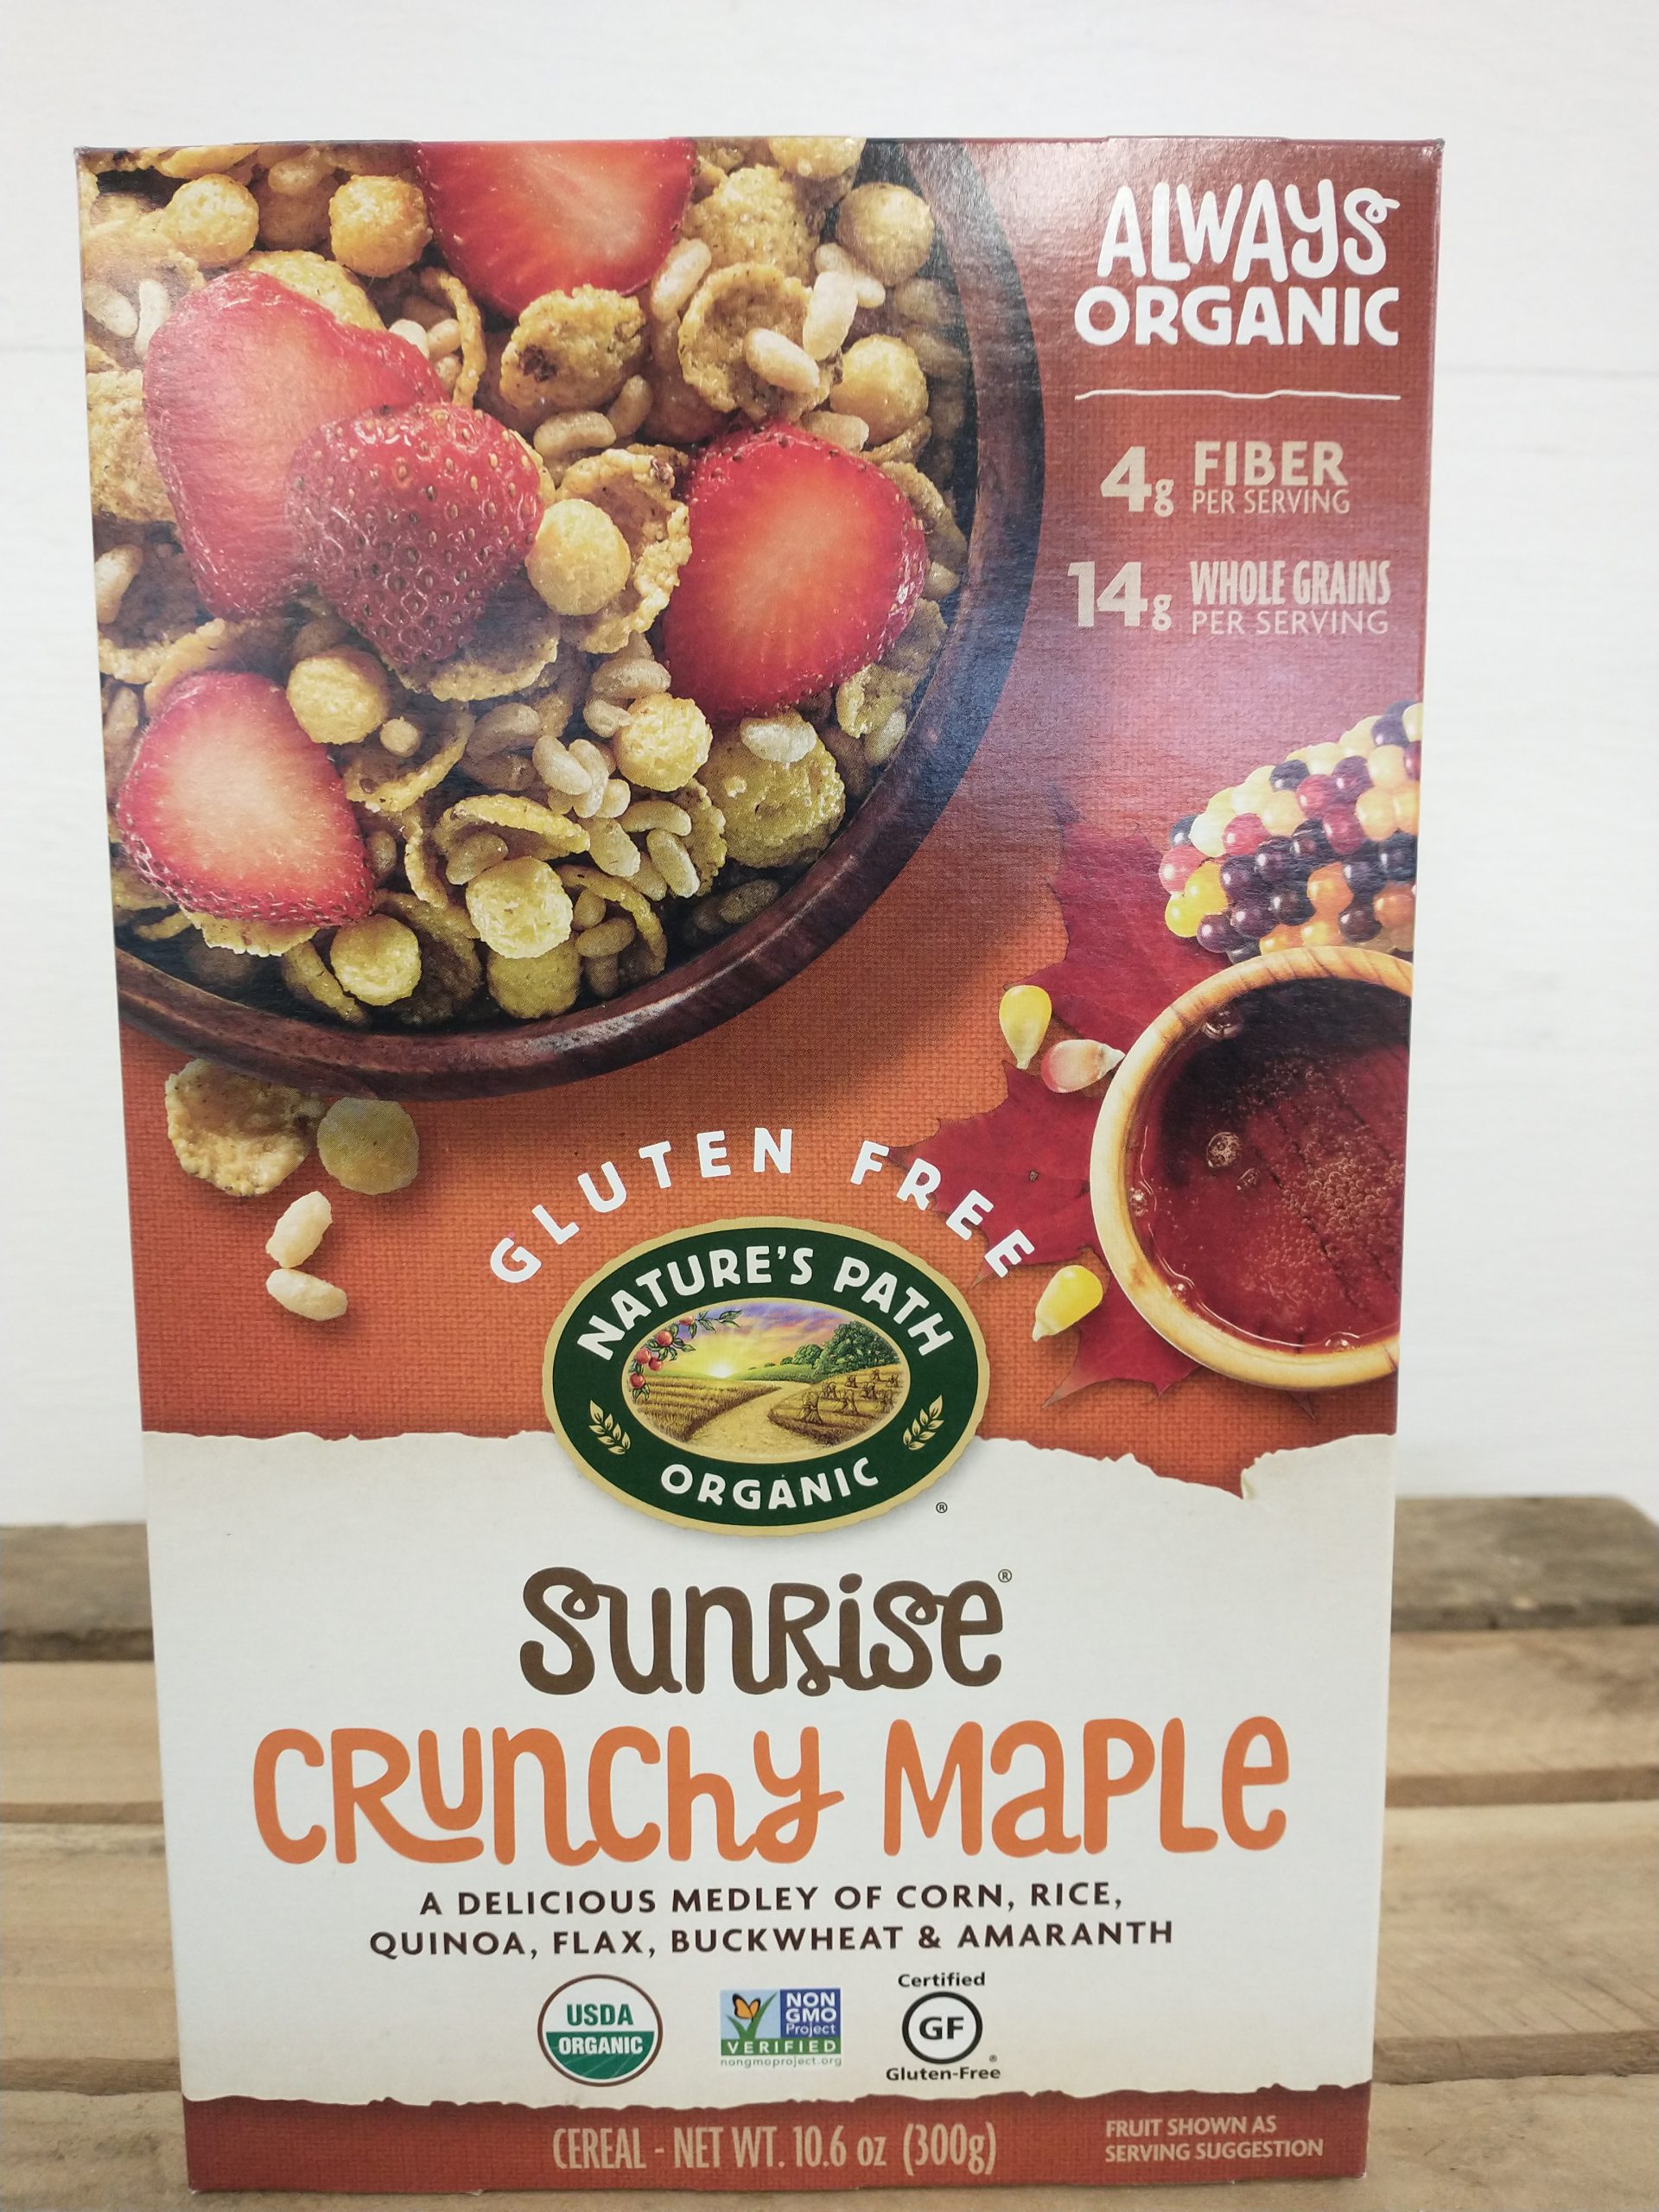 ALWAYS
ORGANIC
4g FIBER
PER SERVING
14g WHOLE GRAINS
PER SERVING
GLUTEN FREE
NATURE'S PATH
ORGANIC
®
SUNRISE®
CRUNCHY MAPLE
A DELICIOUS MEDLEY OF CORN, RICE,
QUINOA, FLAX, BUCKWHEAT & AMARANTH
USDA
ORGANIC
NON
GMO
Project
VERIFIED
nongmoproject.org
Certified
GF
®
Gluten-Free
CEREAL - NET WT. 10.6 oz (300g)
FRUIT SHOWN AS
SERVING SUGGESTION